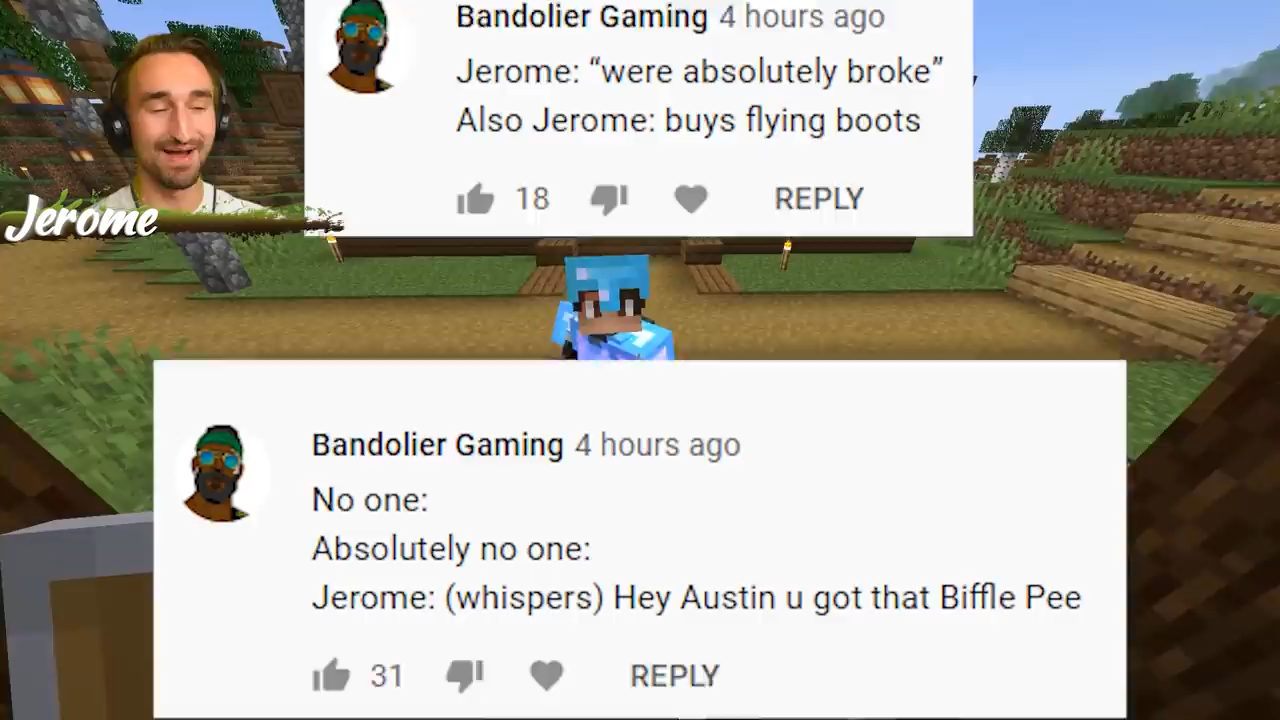 Bandolier Gaming 4 hours ago
Jerome: “were absolutely broke”
Also Jerome: buys flying boots
18 REPLY
Jerome
Bandolier Gaming 4 hours ago
No one:
Absolutely no one:
Jerome: (whispers) Hey Austin u got that Biffle Pee
31 REPLY